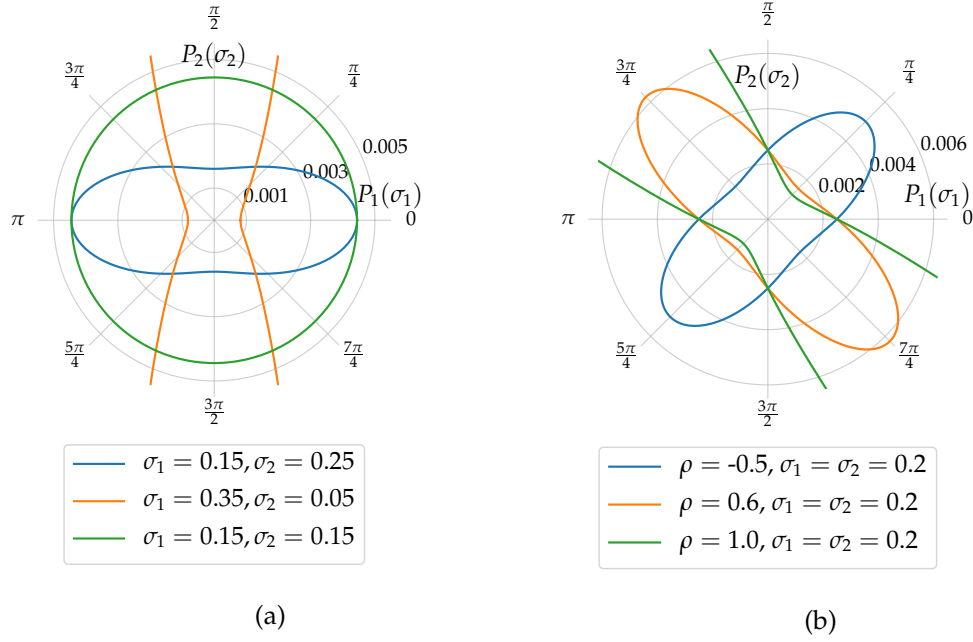 π/2
P₂(σ₂)
3π/4
π/4
0.005
0.003
0.001
P₁(σ₁)
π
0
5π/4
7π/4
3π/2
σ₁ = 0.15, σ₂ = 0.25
σ₁ = 0.35, σ₂ = 0.05
σ₁ = 0.15, σ₂ = 0.15
(a)
π/2
P₂(σ₂)
3π/4
π/4
0.006
0.004
0.002
P₁(σ₁)
π
0
5π/4
7π/4
3π/2
ρ = -0.5, σ₁ = σ₂ = 0.2
ρ = 0.6, σ₁ = σ₂ = 0.2
ρ = 1.0, σ₁ = σ₂ = 0.2
(b)